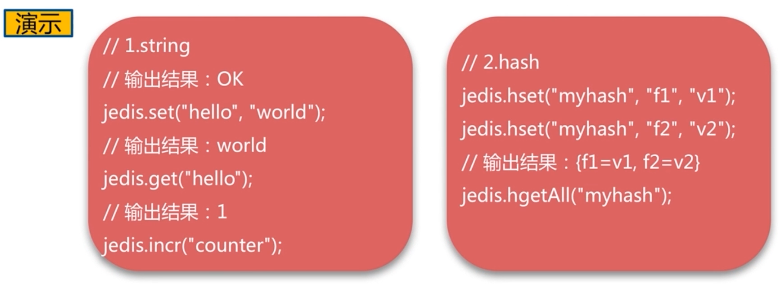 演示
// 1.string
// 输出结果：OK
jedis.set("hello", "world");
// 输出结果：world
jedis.get("hello");
// 输出结果：1
jedis.incr("counter");
// 2.hash
jedis.hset("myhash", "f1", "v1");
jedis.hset("myhash", "f2", "v2");
// 输出结果：{f1=v1, f2=v2}
jedis.hgetAll("myhash");